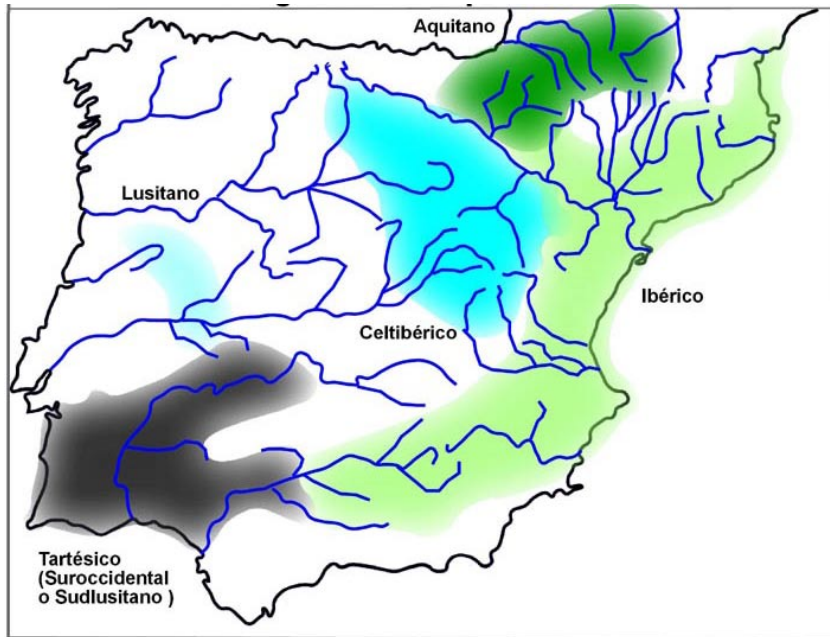 Aquitano
Lusitano
Ibérico
Celtibérico
Tartésico
(Suroccidental
o Sudlusitano )